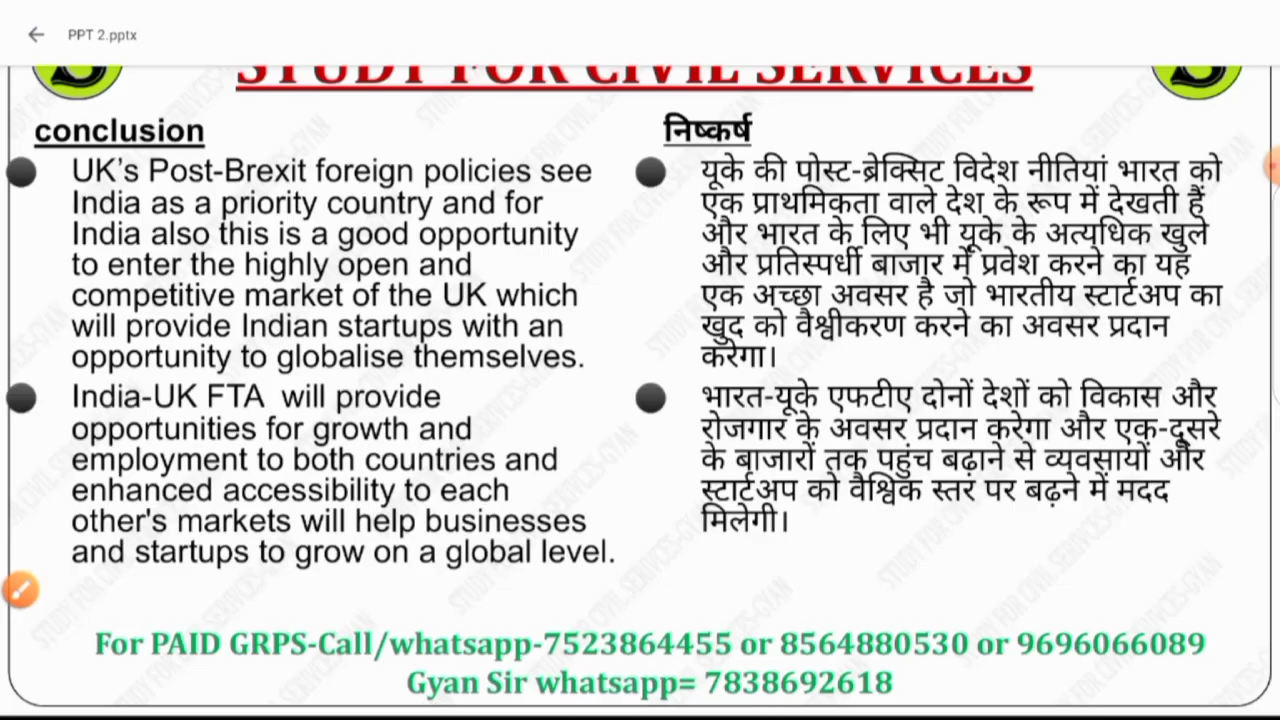 PPT 2.pptx
STUDY FOR CIVIL SERVICES
conclusion
UK's Post-Brexit foreign policies see
India as a priority country and for
India also this is a good opportunity
to enter the highly open and
competitive market of the UK which
will provide Indian startups with an
opportunity to globalise themselves.
India-UK FTA will provide
opportunities for growth and
employment to both countries and
enhanced accessibility to each
other's markets will help businesses
and startups to grow on a global level.
निष्कर्ष
यूके की पोस्ट-ब्रेक्सिट विदेश नीतियां भारत को
एक प्राथमिकता वाले देश के रूप में देखती हैं
और भारत के लिए भी यूके के अत्यधिक खुले
और प्रतिस्पर्धी बाजार में प्रवेश करने का यह
एक अच्छा अवसर है जो भारतीय स्टार्टअप का
खुद को वैश्वीकरण करने का अवसर प्रदान
करेगा।
भारत-यूके एफटीए दोनों देशों को विकास और
रोजगार के अवसर प्रदान करेगा और एक-दूसरे
के बाजारों तक पहुंच बढ़ाने से व्यवसायों और
स्टार्टअप को वैश्विक स्तर पर बढ़ने में मदद
मिलेगी।
For PAID GRPS-Call/whatsapp-7523864455 or 8564880530 or 9696066089
Gyan Sir whatsapp= 7838692618